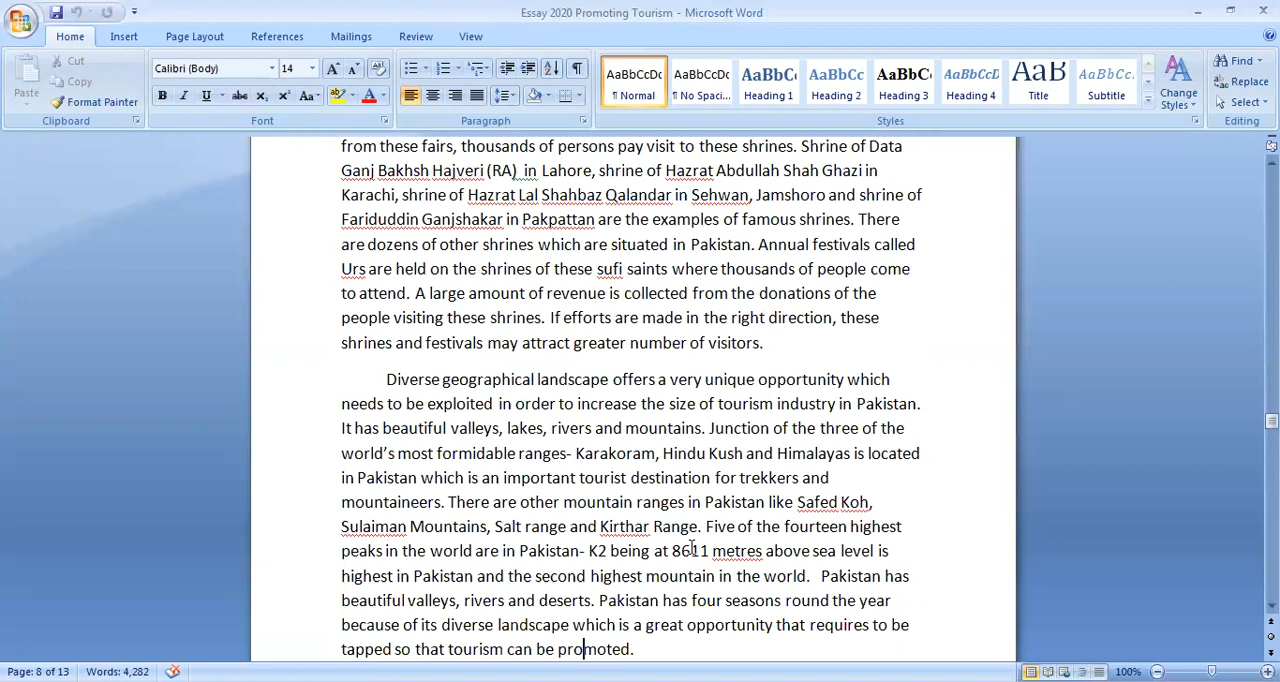 Essay 2020 Promoting Tourism - Microsoft Word
Home Insert Page Layout References Mailings Review View
Paste
Cut
Copy
Format Painter
Clipboard
Calibri (Body) 14
Font
Paragraph
AaBbCcDc AaBbCcDc AaBbC AaBbCc AaBbCc AaBbCcD AaB AaBbCc.
¶ Normal ¶ No Spaci... Heading 1 Heading 2 Heading 3 Heading 4 Title Subtitle
Change Styles
Styles
Find
Replace
Select
Editing
from these fairs, thousands of persons pay visit to these shrines. Shrine of Data
Ganj Bakhsh Hajveri (RA) in Lahore, shrine of Hazrat Abdullah Shah Ghazi in
Karachi, shrine of Hazrat Lal Shahbaz Qalandar in Sehwan, Jamshoro and shrine of
Fariduddin Ganjshakar in Pakpattan are the examples of famous shrines. There
are dozens of other shrines which are situated in Pakistan. Annual festivals called
Urs are held on the shrines of these sufi saints where thousands of people come
to attend. A large amount of revenue is collected from the donations of the
people visiting these shrines. If efforts are made in the right direction, these
shrines and festivals may attract greater number of visitors.
Diverse geographical landscape offers a very unique opportunity which
needs to be exploited in order to increase the size of tourism industry in Pakistan.
It has beautiful valleys, lakes, rivers and mountains. Junction of the three of the
world’s most formidable ranges- Karakoram, Hindu Kush and Himalayas is located
in Pakistan which is an important tourist destination for trekkers and
mountaineers. There are other mountain ranges in Pakistan like Safed Koh,
Sulaiman Mountains, Salt range and Kirthar Range. Five of the fourteen highest
peaks in the world are in Pakistan- K2 being at 8611 metres above sea level is
highest in Pakistan and the second highest mountain in the world. Pakistan has
beautiful valleys, rivers and deserts. Pakistan has four seasons round the year
because of its diverse landscape which is a great opportunity that requires to be
tapped so that tourism can be promoted.
Page: 8 of 13 Words: 4,282 100%